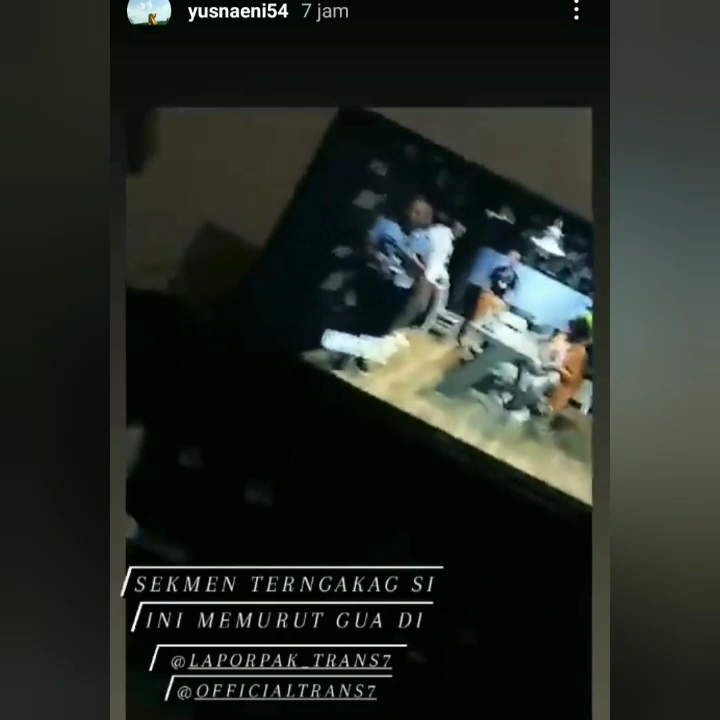 yusnaeni54 7 jam
SEKMEN TERNGAKAG SI
INI MEMURUT GUA DI
@LAPORPAK_TRANS7
@OFFICIALTRANS7